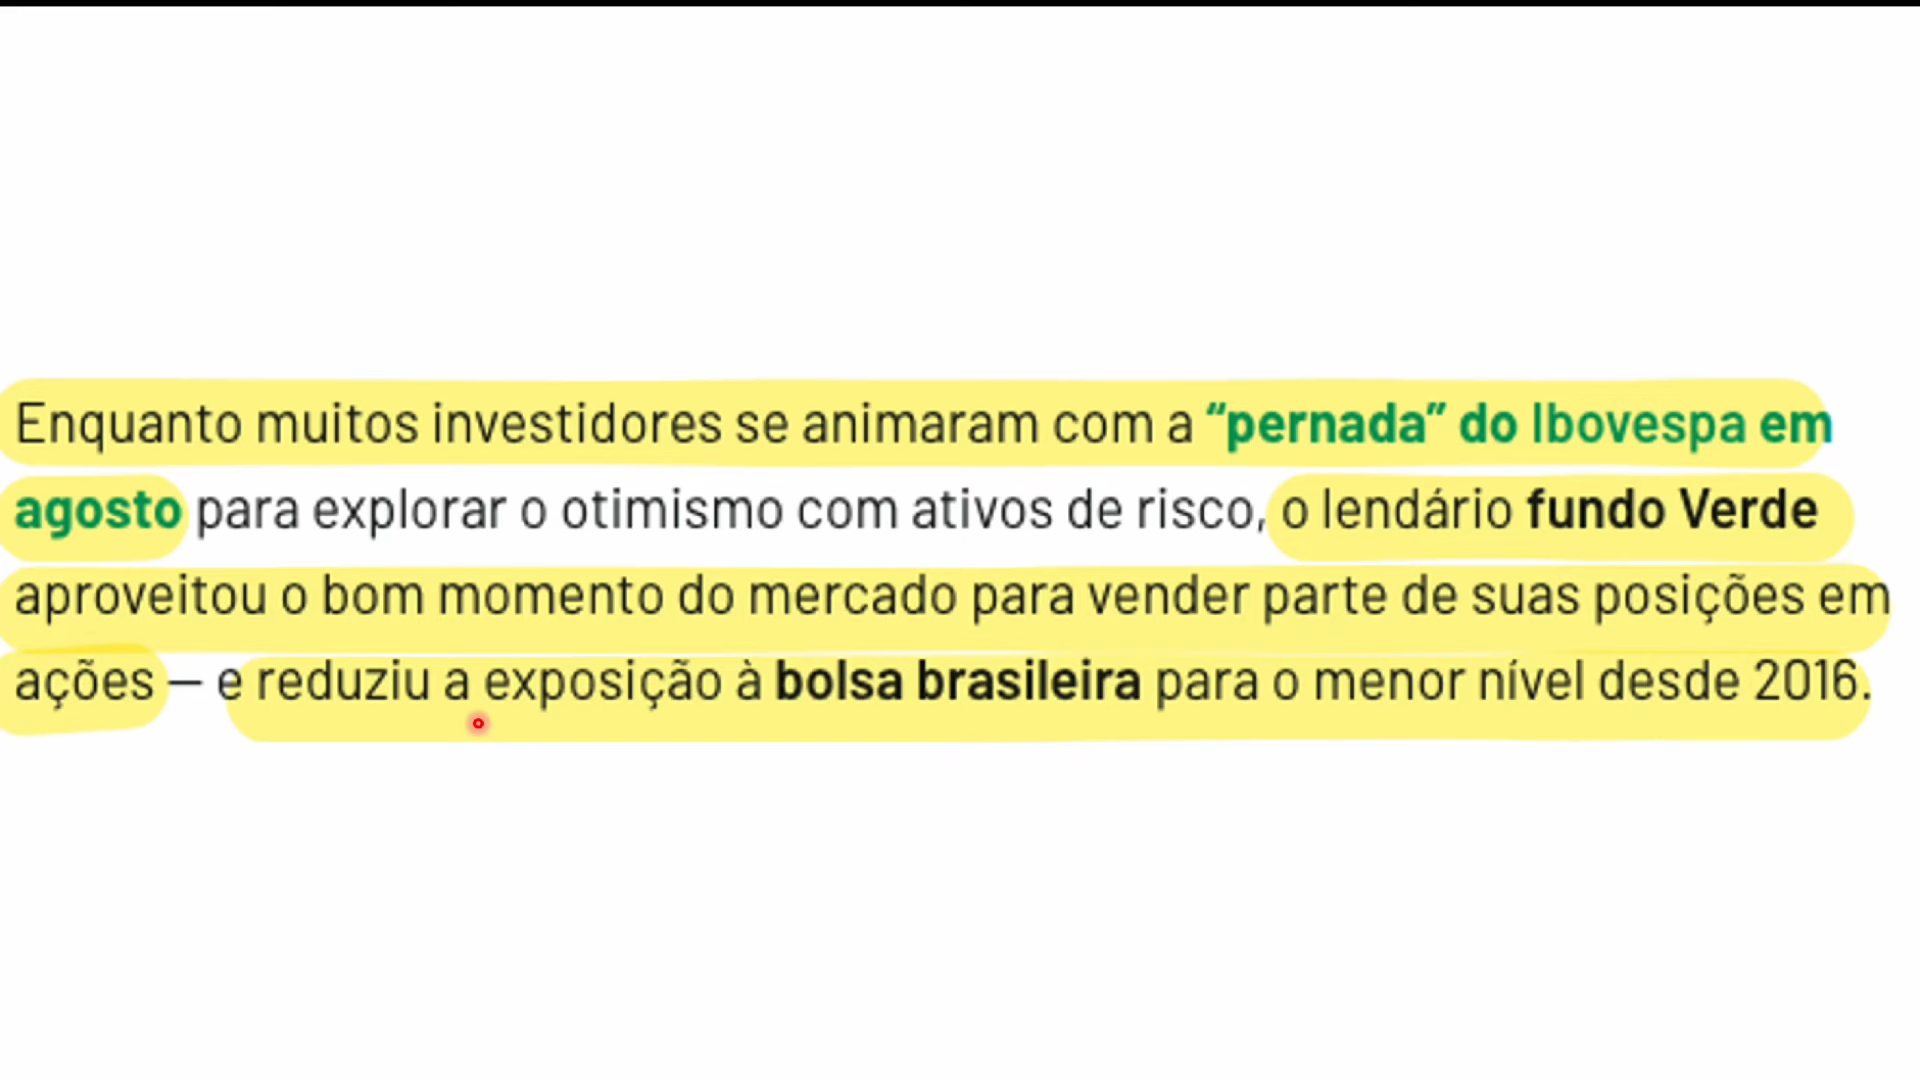 Enquanto muitos investidores se animaram com a “pernada” do Ibovespa em
agosto para explorar o otimismo com ativos de risco, o lendário fundo Verde
aproveitou o bom momento do mercado para vender parte de suas posições em
ações — e reduziu a exposição à bolsa brasileira para o menor nível desde 2016.